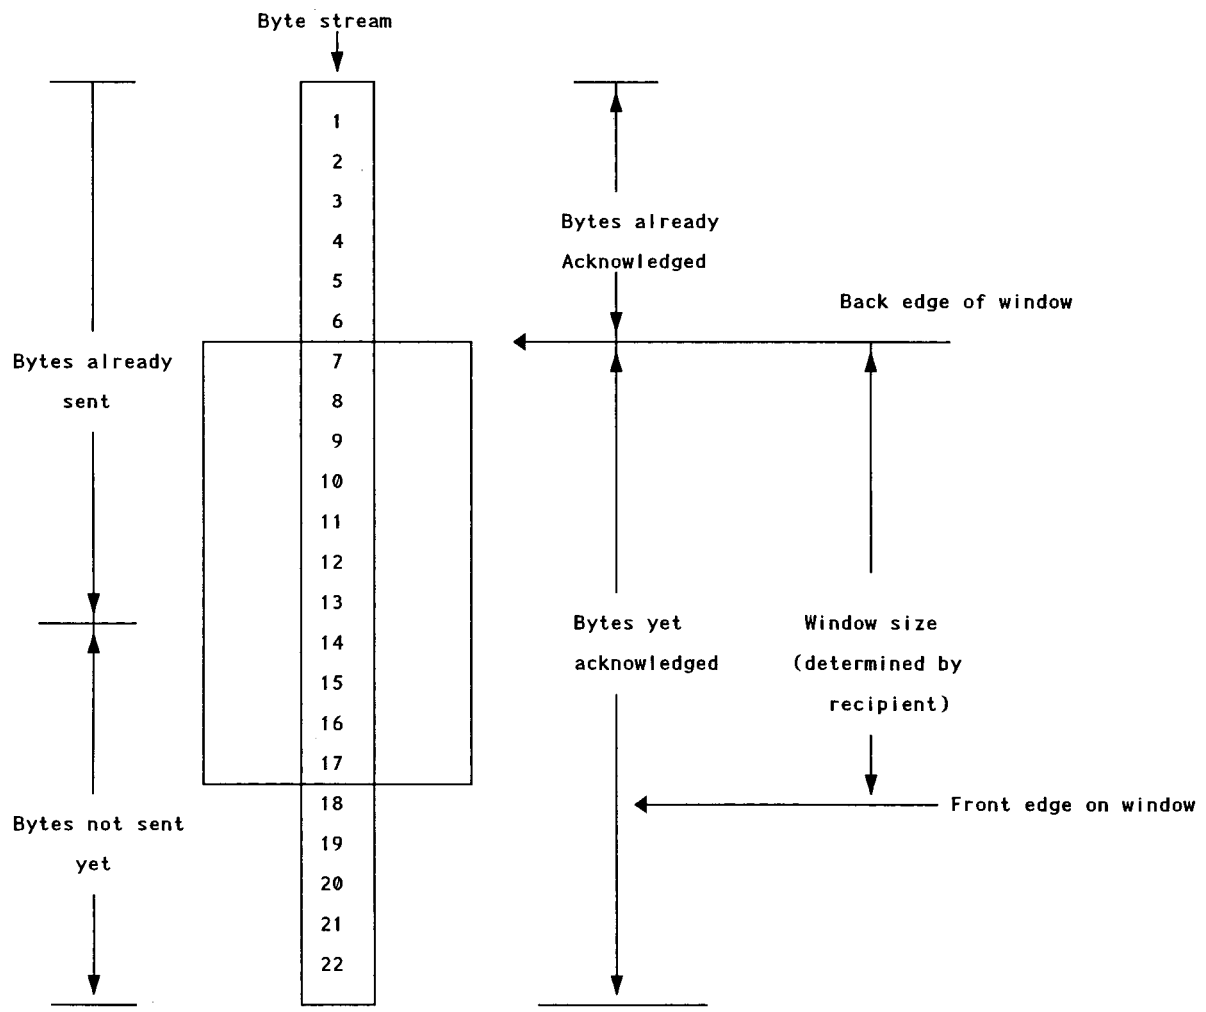 Byte stream
1
2
3
4
5
6
7
8
9
10
11
12
13
14
15
16
17
18
19
20
21
22
Bytes already
sent
Bytes not sent
yet
Bytes already
Acknowledged
Bytes yet
acknowledged
Back edge of window
Window size
(determined by
recipient)
Front edge on window